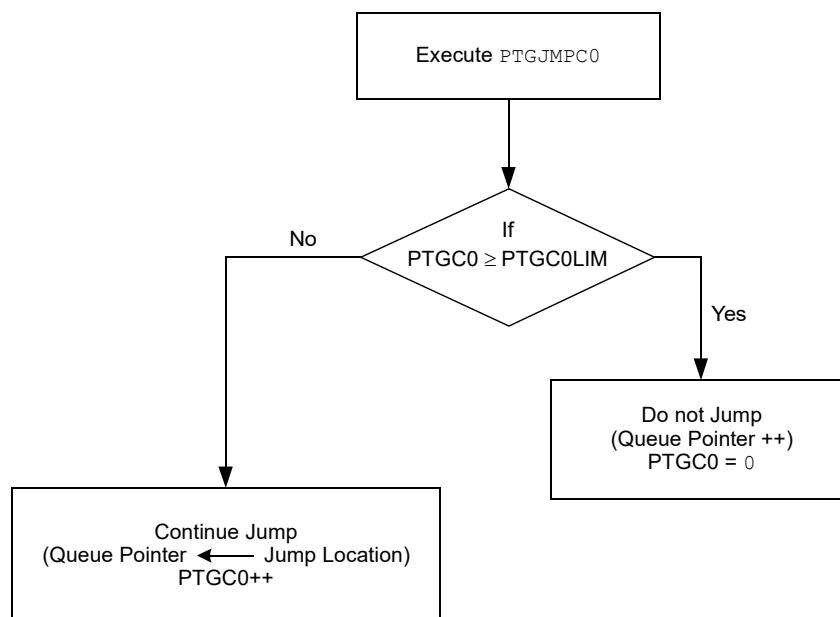 Execute PTGJMPC0
If
PTGC0 ≥ PTGC0LIM
No
Yes
Do not Jump
(Queue Pointer ++)
PTGC0 = 0
Continue Jump
(Queue Pointer ← Jump Location)
PTGC0++